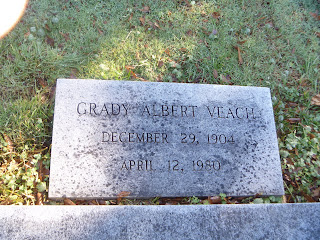 GRADY ALBERT VEACH
DECEMBER 29, 1904
APRIL 12, 1980